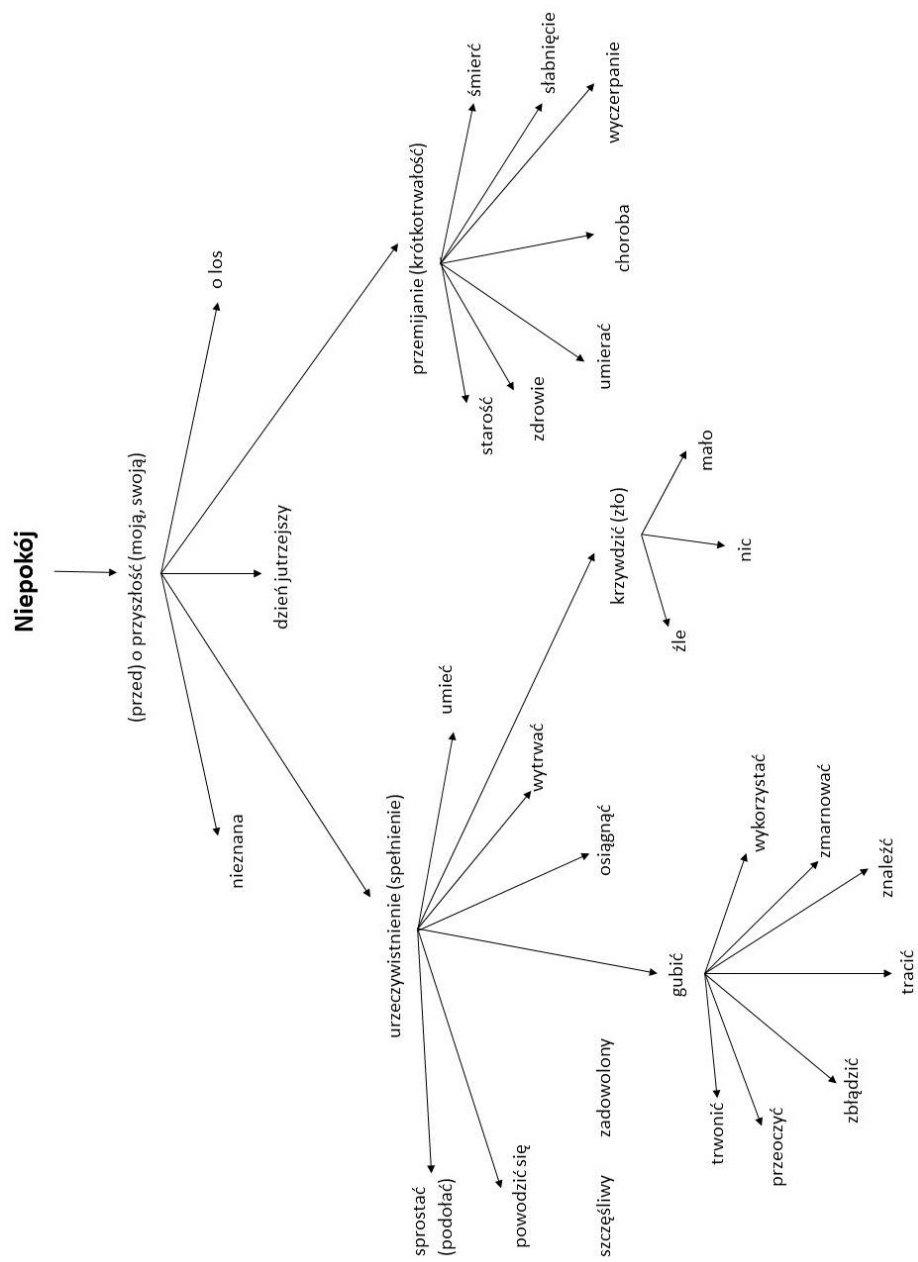 Niepokój
(przed) o przyszłość (moją, swoją)
nieznana
dzień jutrzejszy
o los
urzeczywistnienie (spełnienie)
przemijanie (krótkotrwałość)
sprostać
(podołać)
powodzić się
szczęśliwy
zadowolony
gubić
osiągnąć
wytrwać
umieć
krzywdzić (zło)
starość
zdrowie
umierać
choroba
wyczerpanie
słabnięcie
śmierć
trwonić
przeoczyć
zbłądzić
tracić
znaleźć
zmarnować
wykorzystać
źle
nic
mało